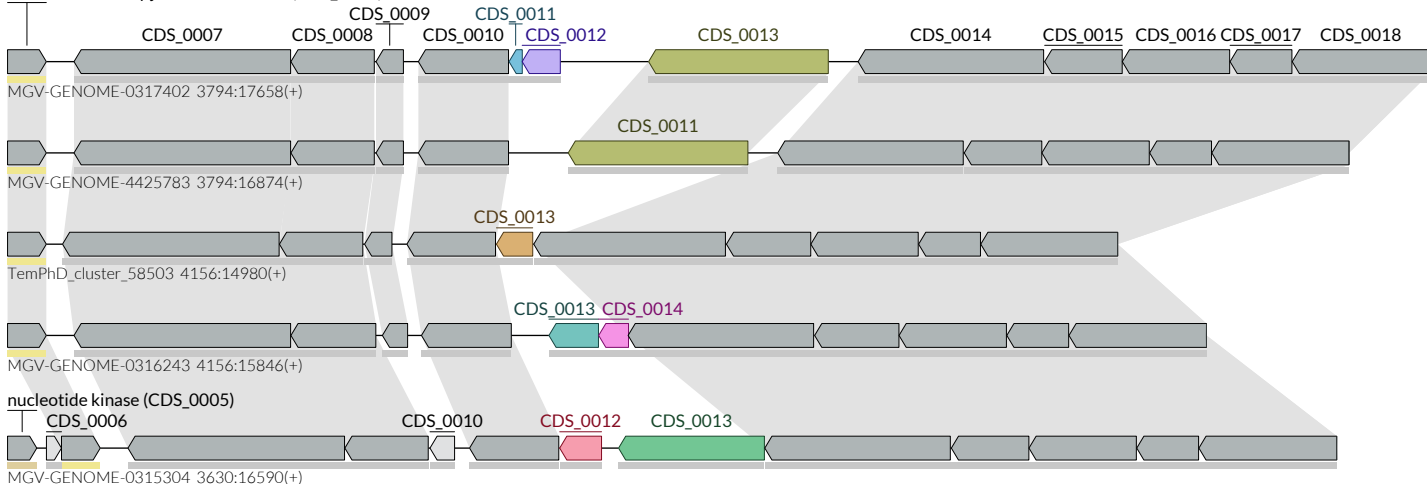 CDS_0009 CDS_0011
CDS_0007 CDS_0008 CDS_0010 CDS_0012 CDS_0013 CDS_0014 CDS_0015 CDS_0016 CDS_0017 CDS_0018
MGV-GENOME-0317402 3794:17658(+)
CDS_0011
MGV-GENOME-4425783 3794:16874(+)
CDS_0013
TemPhD_cluster_58503 4156:14980(+)
CDS_0013 CDS_0014
MGV-GENOME-0316243 4156:15846(+)
nucleotide kinase (CDS_0005)
CDS_0006 CDS_0010 CDS_0012 CDS_0013
MGV-GENOME-0315304 3630:16590(+)